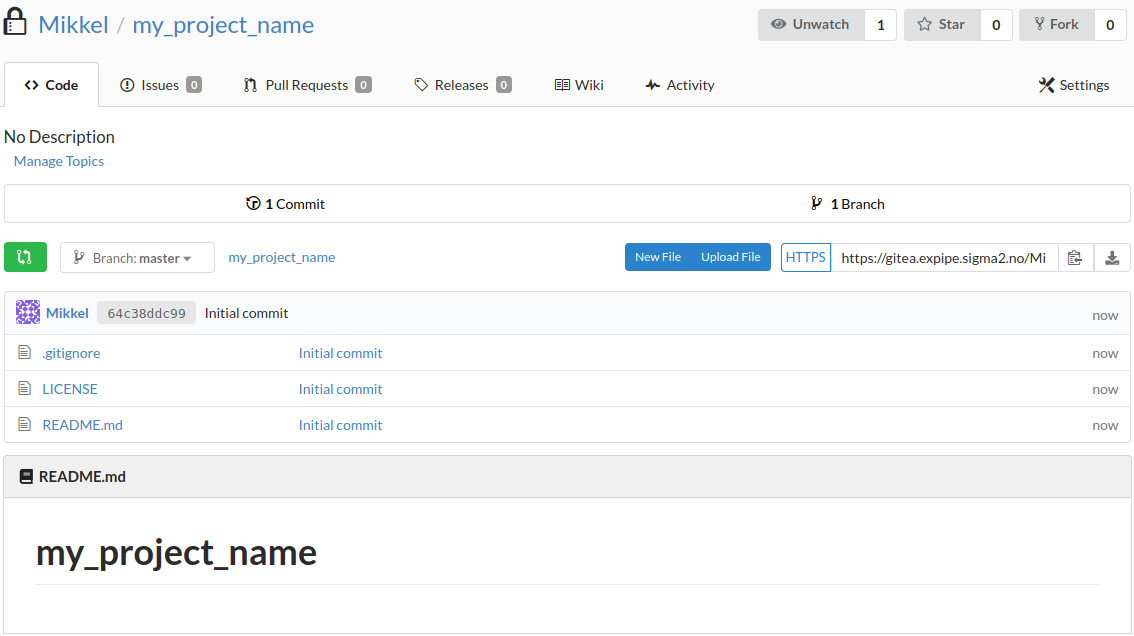 Mikkel / my_project_name Unwatch 1 Star 0 Fork 0
Code Issues 0 Pull Requests 0 Releases 0 Wiki Activity Settings
No Description
Manage Topics
1 Commit 1 Branch
Branch: master my_project_name New File Upload File HTTPS https://gitea.expipe.sigma2.no/Mi
Mikkel 64c38ddc99 Initial commit now
.gitignore Initial commit now
LICENSE Initial commit now
README.md Initial commit now
README.md
my_project_name